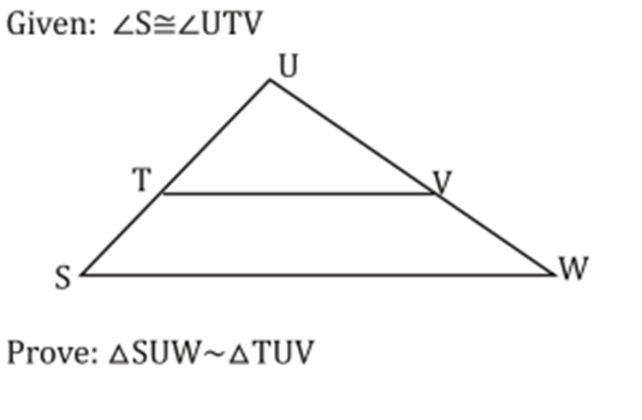 Given: ∠S≅∠UTV
U
T
V
S
W
Prove: △SUW~△TUV